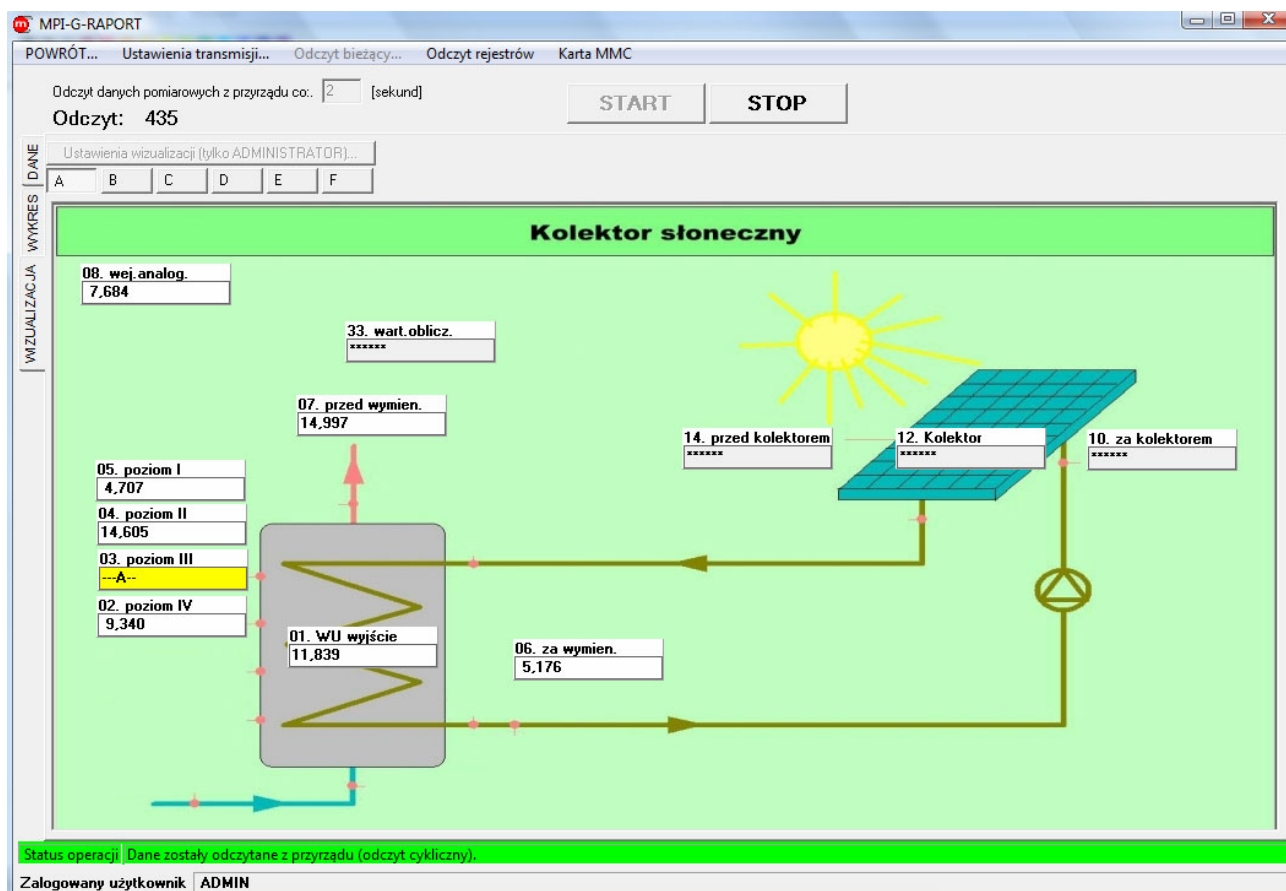 MPI-G-RAPORT
POWRÓT... Ustawienia transmisji... Odczyt bieżący... Odczyt rejestrów Karta MMC
Odczyt danych pomiarowych z przyrządu co:. 2 [sekund]
START STOP
Odczyt: 435
DANE
WYKRES
WIZUALIZACJA
Ustawienia wizualizacji (tylko ADMINISTRATOR)...
A B C D E F
Kolektor słoneczny
08. wej.analog.
7,684
33. wart.oblicz.
******
07. przed wymien.
14,997
14. przed kolektorem
******
12. Kolektor
******
10. za kolektorem
******
05. poziom I
4,707
04. poziom II
14,605
03. poziom III
---A--
02. poziom IV
9,340
01. WU wyjście
11,839
06. za wymien.
5,176
Status operacji Dane zostały odczytane z przyrządu (odczyt cykliczny).
Zalogowany użytkownik ADMIN